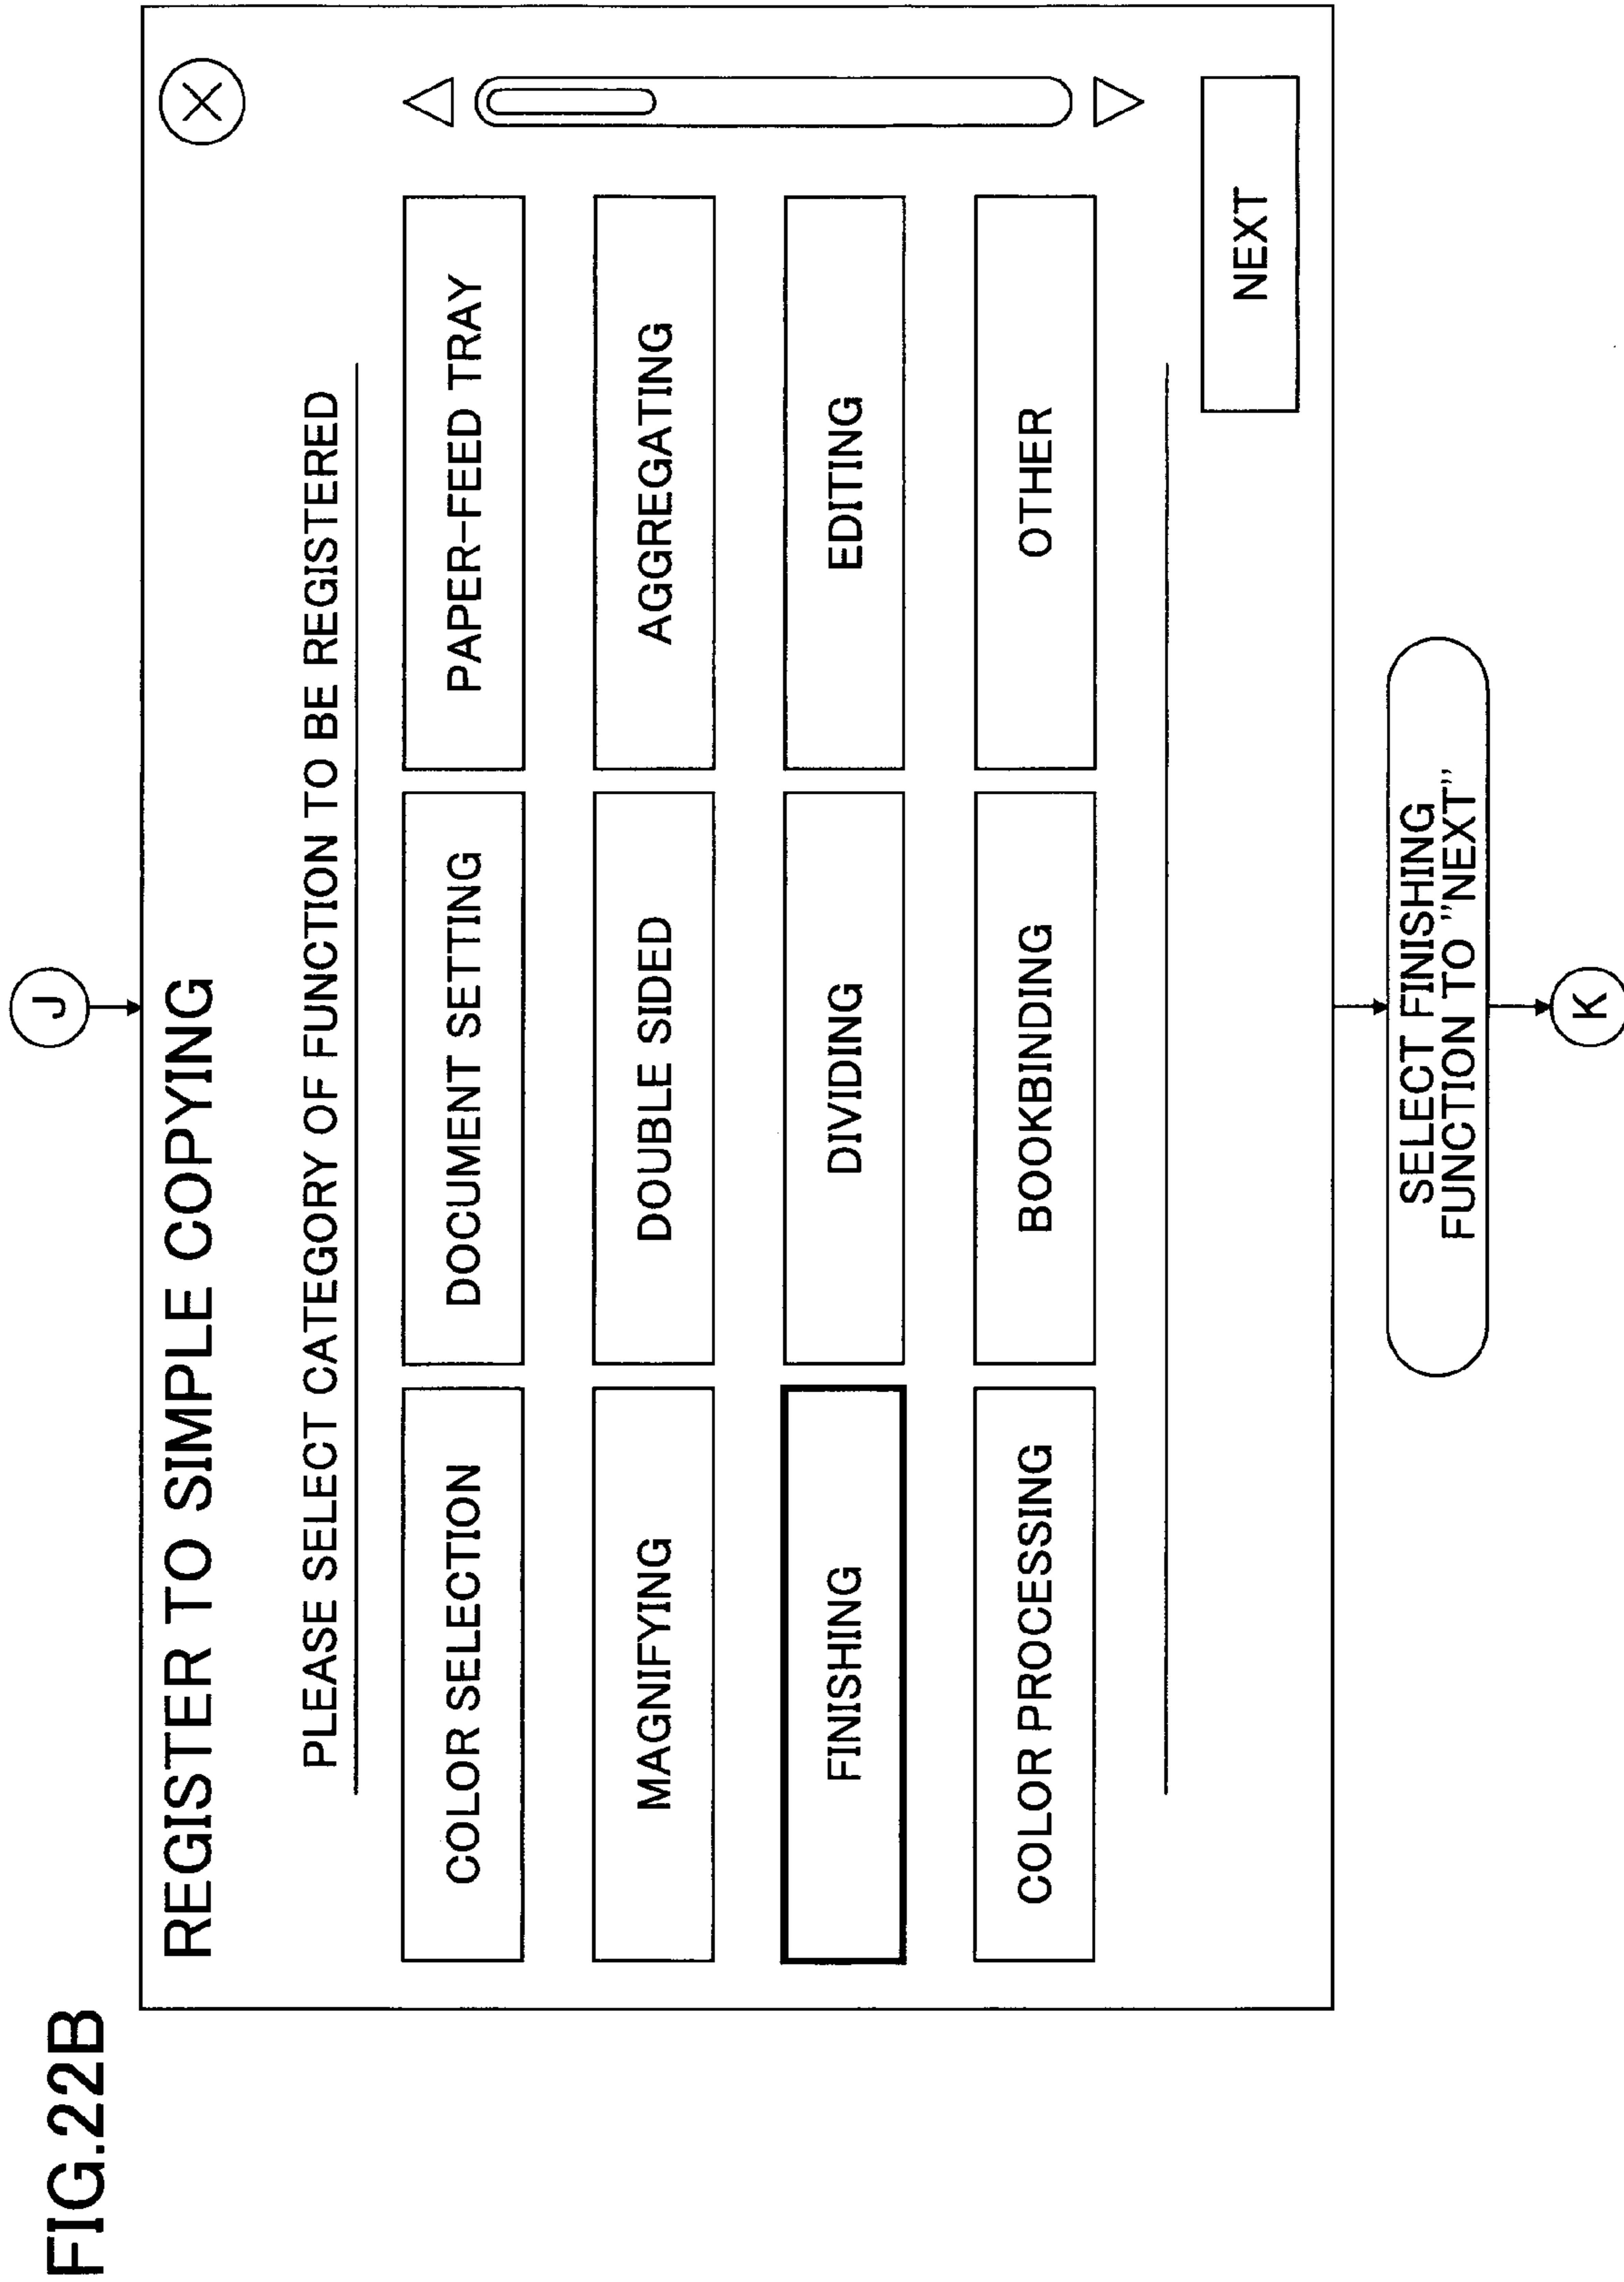 FIG.22B
J
REGISTER TO SIMPLE COPYING
X
PLEASE SELECT CATEGORY OF FUNCTION TO BE REGISTERED
COLOR SELECTION
DOCUMENT SETTING
PAPER-FEED TRAY
MAGNIFYING
DOUBLE SIDED
AGGREGATING
FINISHING
DIVIDING
EDITING
COLOR PROCESSING
BOOKBINDING
OTHER
NEXT
SELECT FINISHING
FUNCTION TO "NEXT"
K